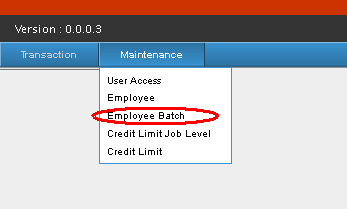 Version : 0.0.0.3
Transaction Maintenance
User Access
Employee
Employee Batch
Credit Limit Job Level
Credit Limit